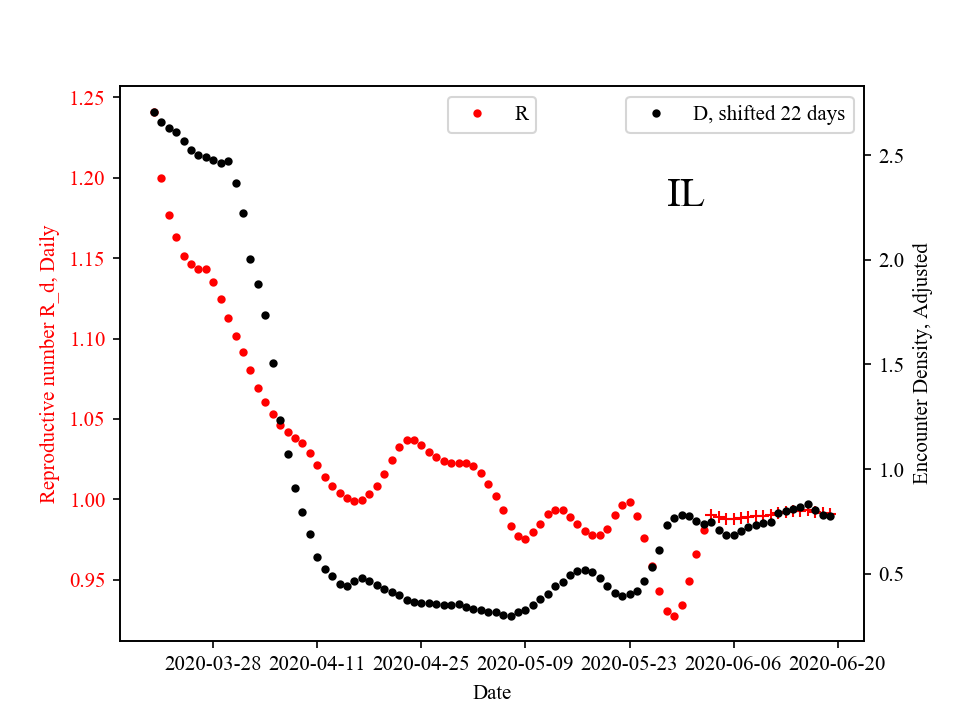 R
D, shifted 22 days
IL
Reproductive number R_d, Daily
1.25
1.20
1.15
1.10
1.05
1.00
0.95
2.5
2.0
1.5
1.0
0.5
Encounter Density, Adjusted
2020-03-28 2020-04-11 2020-04-25 2020-05-09 2020-05-23 2020-06-06 2020-06-20
Date